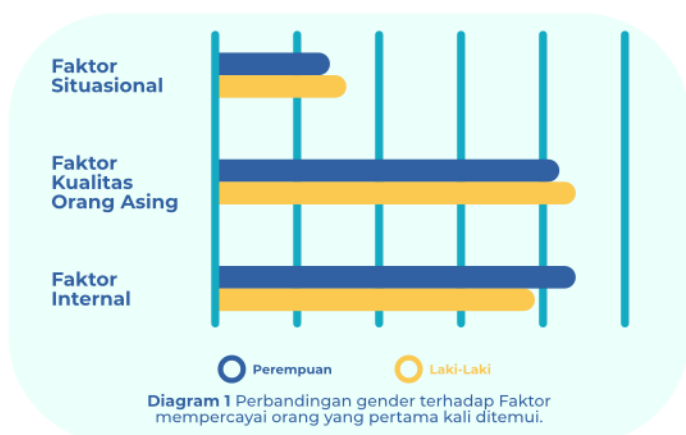 Faktor
Situasional
Faktor
Kualitas
Orang Asing
Faktor
Internal
Perempuan
Laki-Laki
Diagram 1 Perbandingan gender terhadap Faktor
mempercayai orang yang pertama kali ditemui.